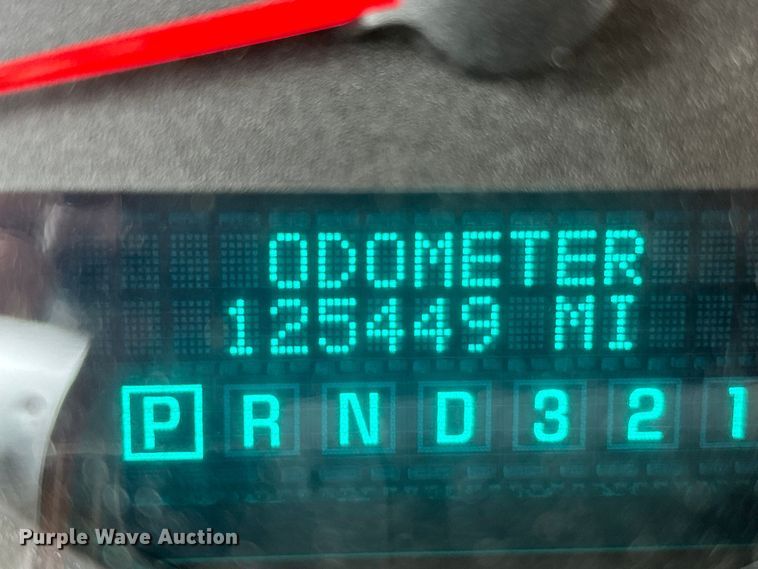 ODOMETER
125449 MI
P R N D 3 2 1
Purple Wave Auction